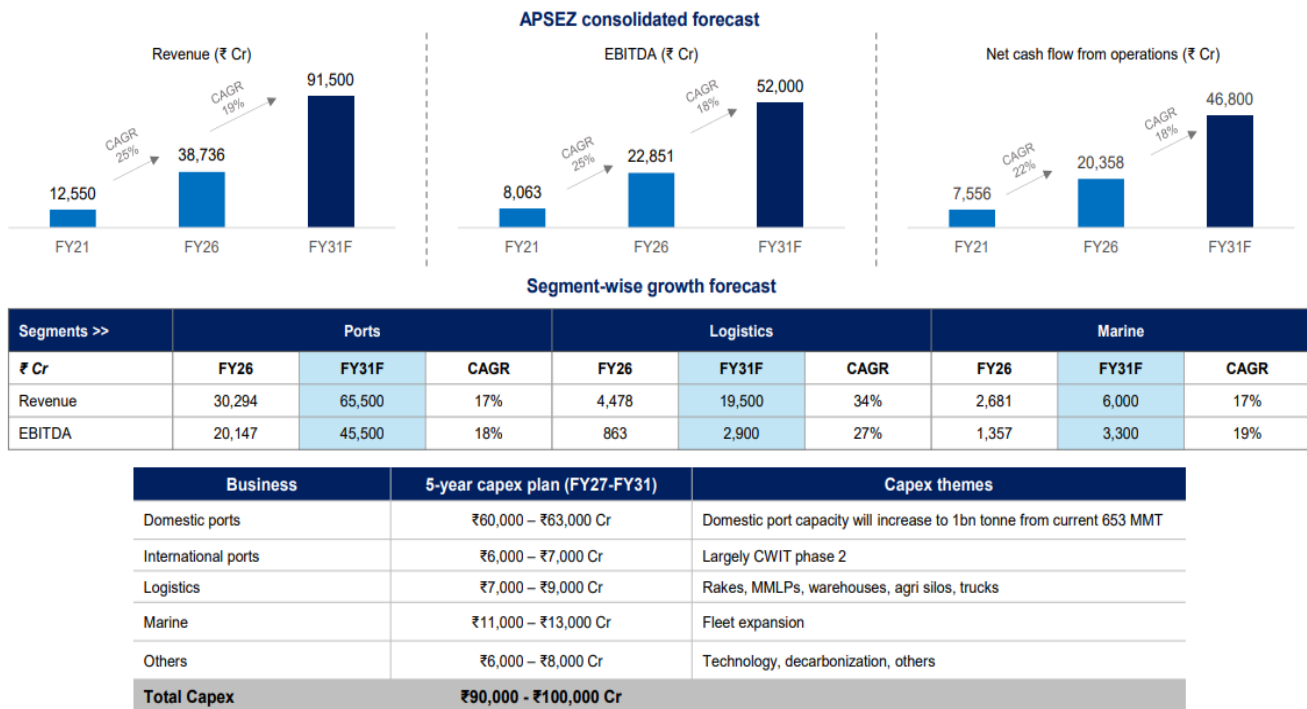 APSEZ consolidated forecast
Revenue (₹ Cr)
CAGR
25%
CAGR
19%
12,550
38,736
91,500
FY21
FY26
FY31F
EBITDA (₹ Cr)
CAGR
25%
CAGR
18%
8,063
22,851
52,000
FY21
FY26
FY31F
Net cash flow from operations (₹ Cr)
CAGR
22%
CAGR
18%
7,556
20,358
46,800
FY21
FY26
FY31F
Segment-wise growth forecast
Segments >> Ports Logistics Marine
₹ Cr FY26 FY31F CAGR FY26 FY31F CAGR FY26 FY31F CAGR
Revenue 30,294 65,500 17% 4,478 19,500 34% 2,681 6,000 17%
EBITDA 20,147 45,500 18% 863 2,900 27% 1,357 3,300 19%
Business 5-year capex plan (FY27-FY31) Capex themes
Domestic ports ₹60,000 – ₹63,000 Cr Domestic port capacity will increase to 1bn tonne from current 653 MMT
International ports ₹6,000 – ₹7,000 Cr Largely CWIT phase 2
Logistics ₹7,000 – ₹9,000 Cr Rakes, MMLPs, warehouses, agri silos, trucks
Marine ₹11,000 – ₹13,000 Cr Fleet expansion
Others ₹6,000 – ₹8,000 Cr Technology, decarbonization, others
Total Capex ₹90,000 - ₹100,000 Cr